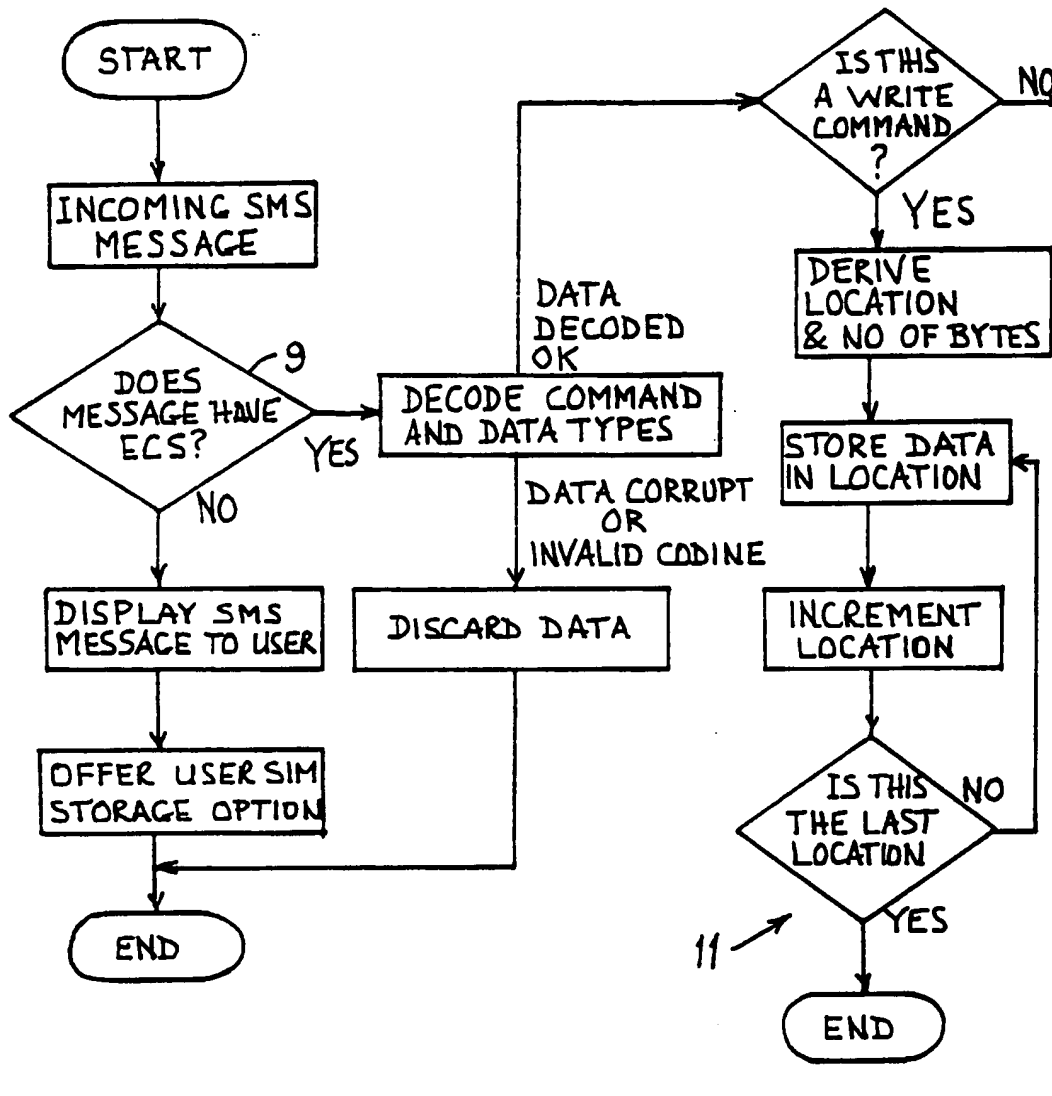 START
INCOMING SMS
MESSAGE
9
DOES
MESSAGE HAVE
ECS?
YES
NO
DISPLAY SMS
MESSAGE TO USER
OFFER USER SIM
STORAGE OPTION
END
DATA
DECODED
OK
DECODE COMMAND
AND DATA TYPES
DATA CORRUPT
OR
INVALID CODINE
DISCARD DATA
IS THIS
A WRITE
COMMAND
?
NO
YES
DERIVE
LOCATION
& NO OF BYTES
STORE DATA
IN LOCATION
INCREMENT
LOCATION
IS THIS
THE LAST
LOCATION
NO
YES
11
END